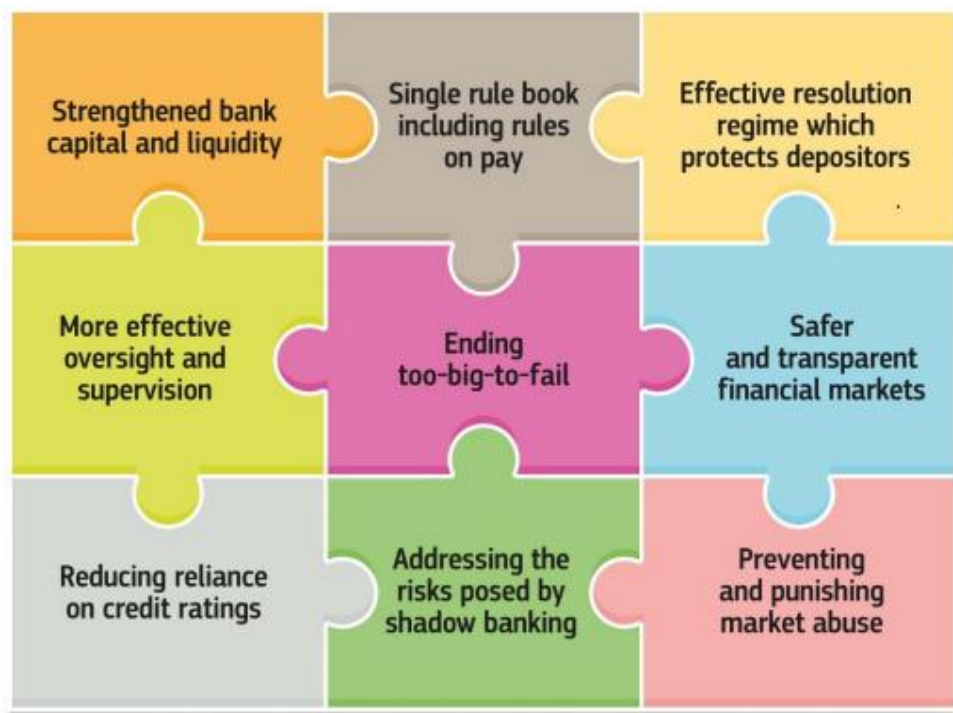 Strengthened bank
capital and liquidity
Single rule book
including rules
on pay
Effective resolution
regime which
protects depositors
More effective
oversight and
supervision
Ending
too-big-to-fail
Safer
and transparent
financial markets
Reducing reliance
on credit ratings
Addressing the
risks posed by
shadow banking
Preventing
and punishing
market abuse